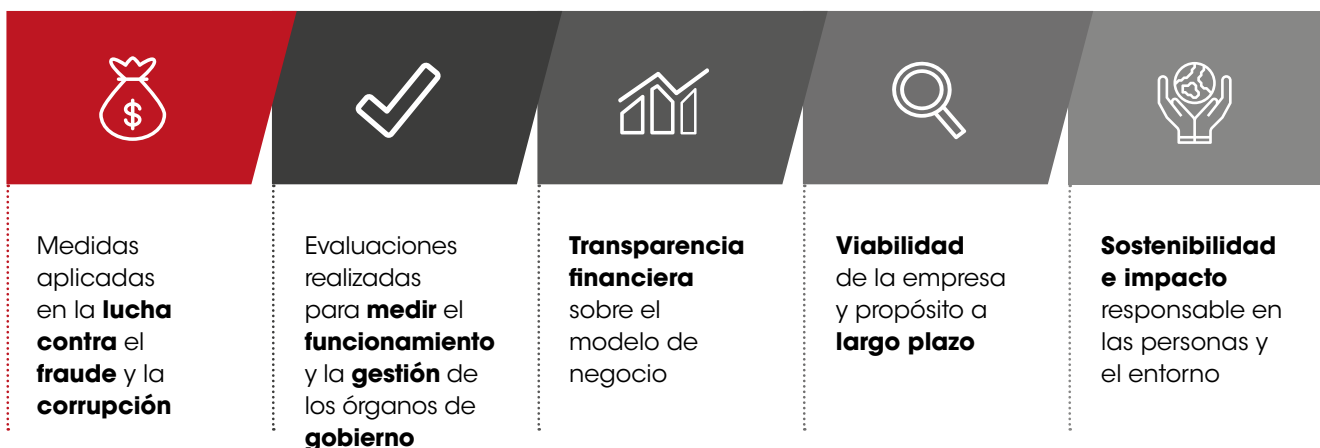 $
Medidas
aplicadas
en la lucha
contra el
fraude y la
corrupción
Evaluaciones
realizadas
para medir el
funcionamiento
y la gestión de
los órganos de
gobierno
Transparencia
financiera
sobre el
modelo de
negocio
Viabilidad
de la empresa
y propósito a
largo plazo
Sostenibilidad
e impacto
responsable en
las personas y
el entorno